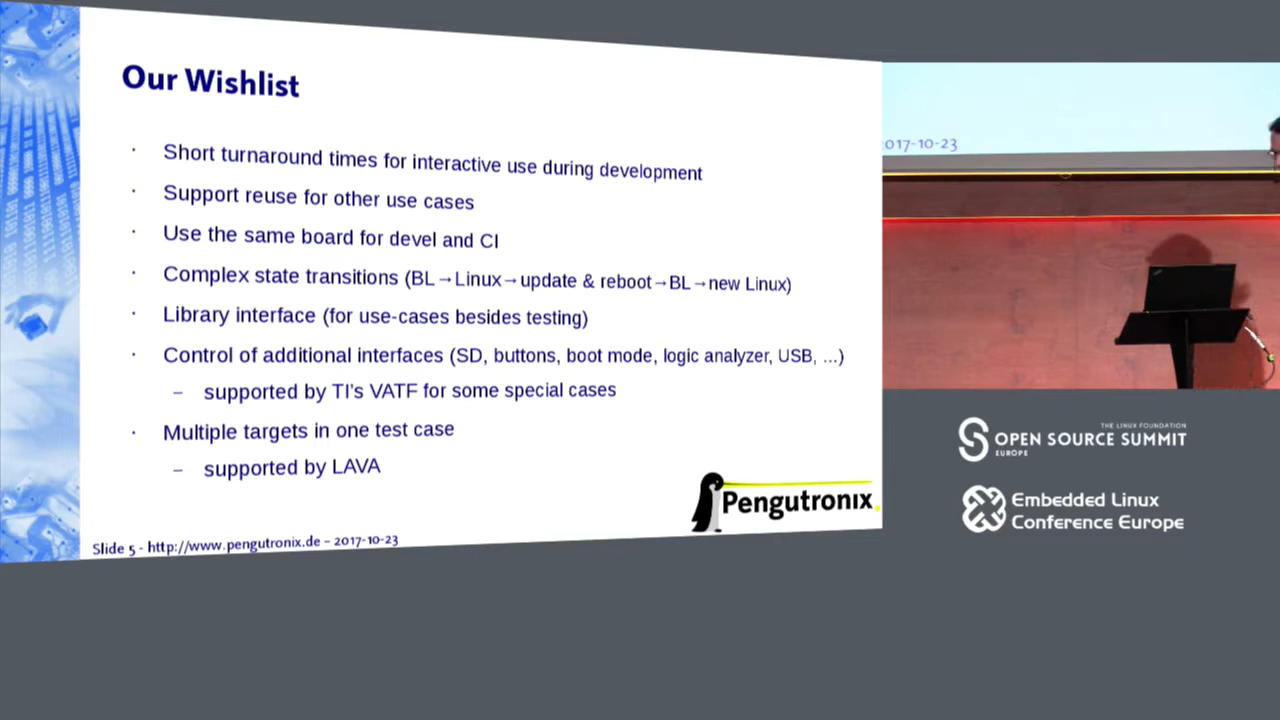 Our Wishlist
· Short turnaround times for interactive use during development
· Support reuse for other use cases
· Use the same board for devel and CI
· Complex state transitions (BL→Linux→update & reboot→BL→new Linux)
· Library interface (for use-cases besides testing)
· Control of additional interfaces (SD, buttons, boot mode, logic analyzer, USB, ...)
– supported by TI's VATF for some special cases
· Multiple targets in one test case
– supported by LAVA
Pengutronix
Slide 5 - http://www.pengutronix.de – 2017-10-23
2017-10-23
THE LINUX FOUNDATION
OPEN SOURCE SUMMIT
EUROPE
Embedded Linux
Conference Europe